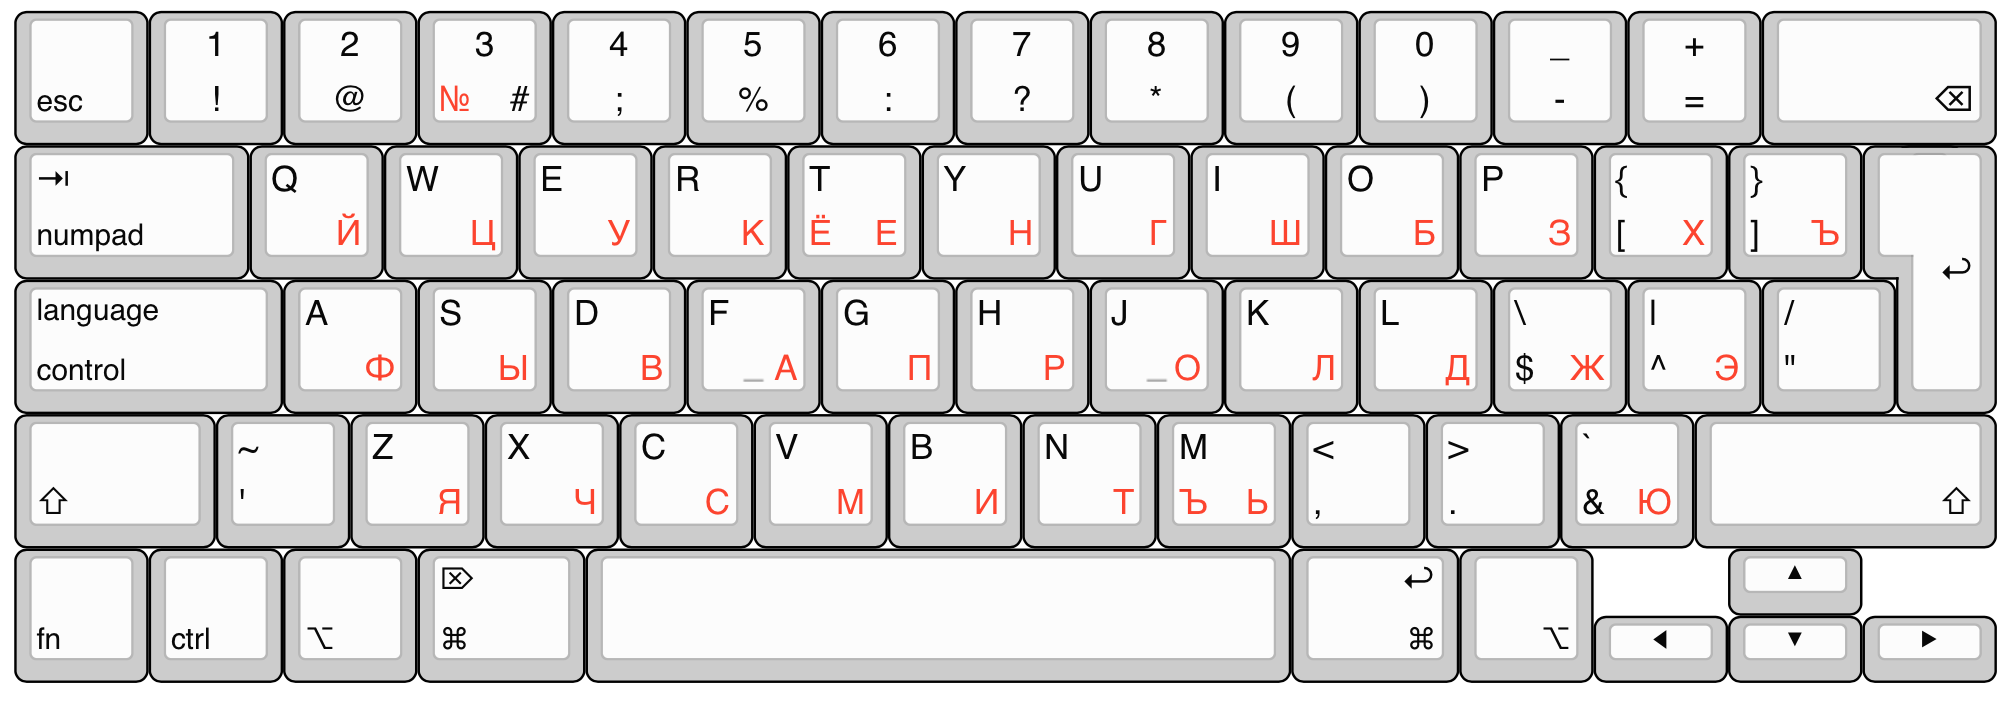 1 2 3 4 5 6 7 8 9 0 _ +
esc ! @ № # ; % : ? * ( ) - = ⌫
⇥ Q W E R T Y U I O P { }
numpad Й Ц У К Ё Е Н Г Ш Б З [ Х ] Ъ ↩
language A S D F G H J K L \ | /
control Ф Ы В _ А П Р _ О Л Д $ Ж ^ Э "
~ Z X C V B N M < > `
⇧ ' Я Ч С М И Т Ъ Ь , . & Ю ⇧
⌦ ↩ ▲
fn ctrl ⌥ ⌘ ⌘ ⌥ ◀ ▼ ▶